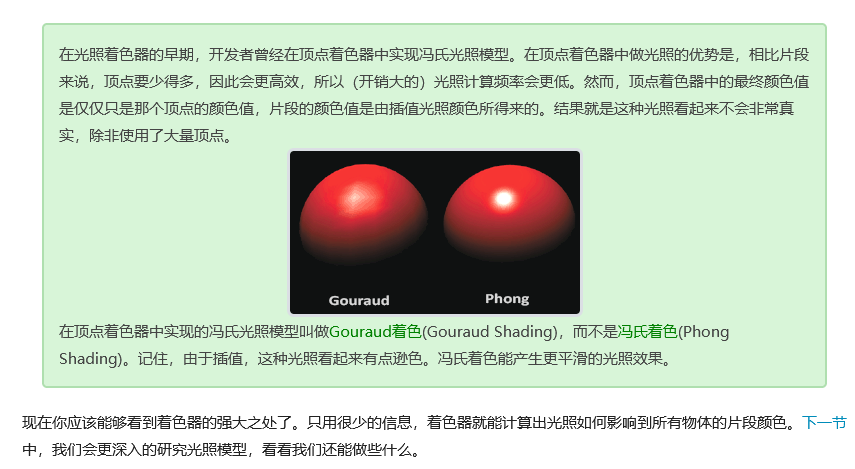 在光照着色器的早期，开发者曾经在顶点着色器中实现冯氏光照模型。在顶点着色器中做光照的优势是，相比片段
来说，顶点要少得多，因此会更高效，所以（开销大的）光照计算频率会更低。然而，顶点着色器中的最终颜色值
是仅仅只是那个顶点的颜色值，片段的颜色值是由插值光照颜色所得来的。结果就是这种光照看起来不会非常真
实，除非使用了大量顶点。
Gouraud Phong
在顶点着色器中实现的冯氏光照模型叫做Gouraud着色(Gouraud Shading)，而不是冯氏着色(Phong
Shading)。记住，由于插值，这种光照看起来有点逊色。冯氏着色能产生更平滑的光照效果。
现在你应该能够看到着色器的强大之处了。只用很少的信息，着色器就能计算出光照如何影响到所有物体的片段颜色。下一节
中，我们会更深入的研究光照模型，看看我们还能做些什么。